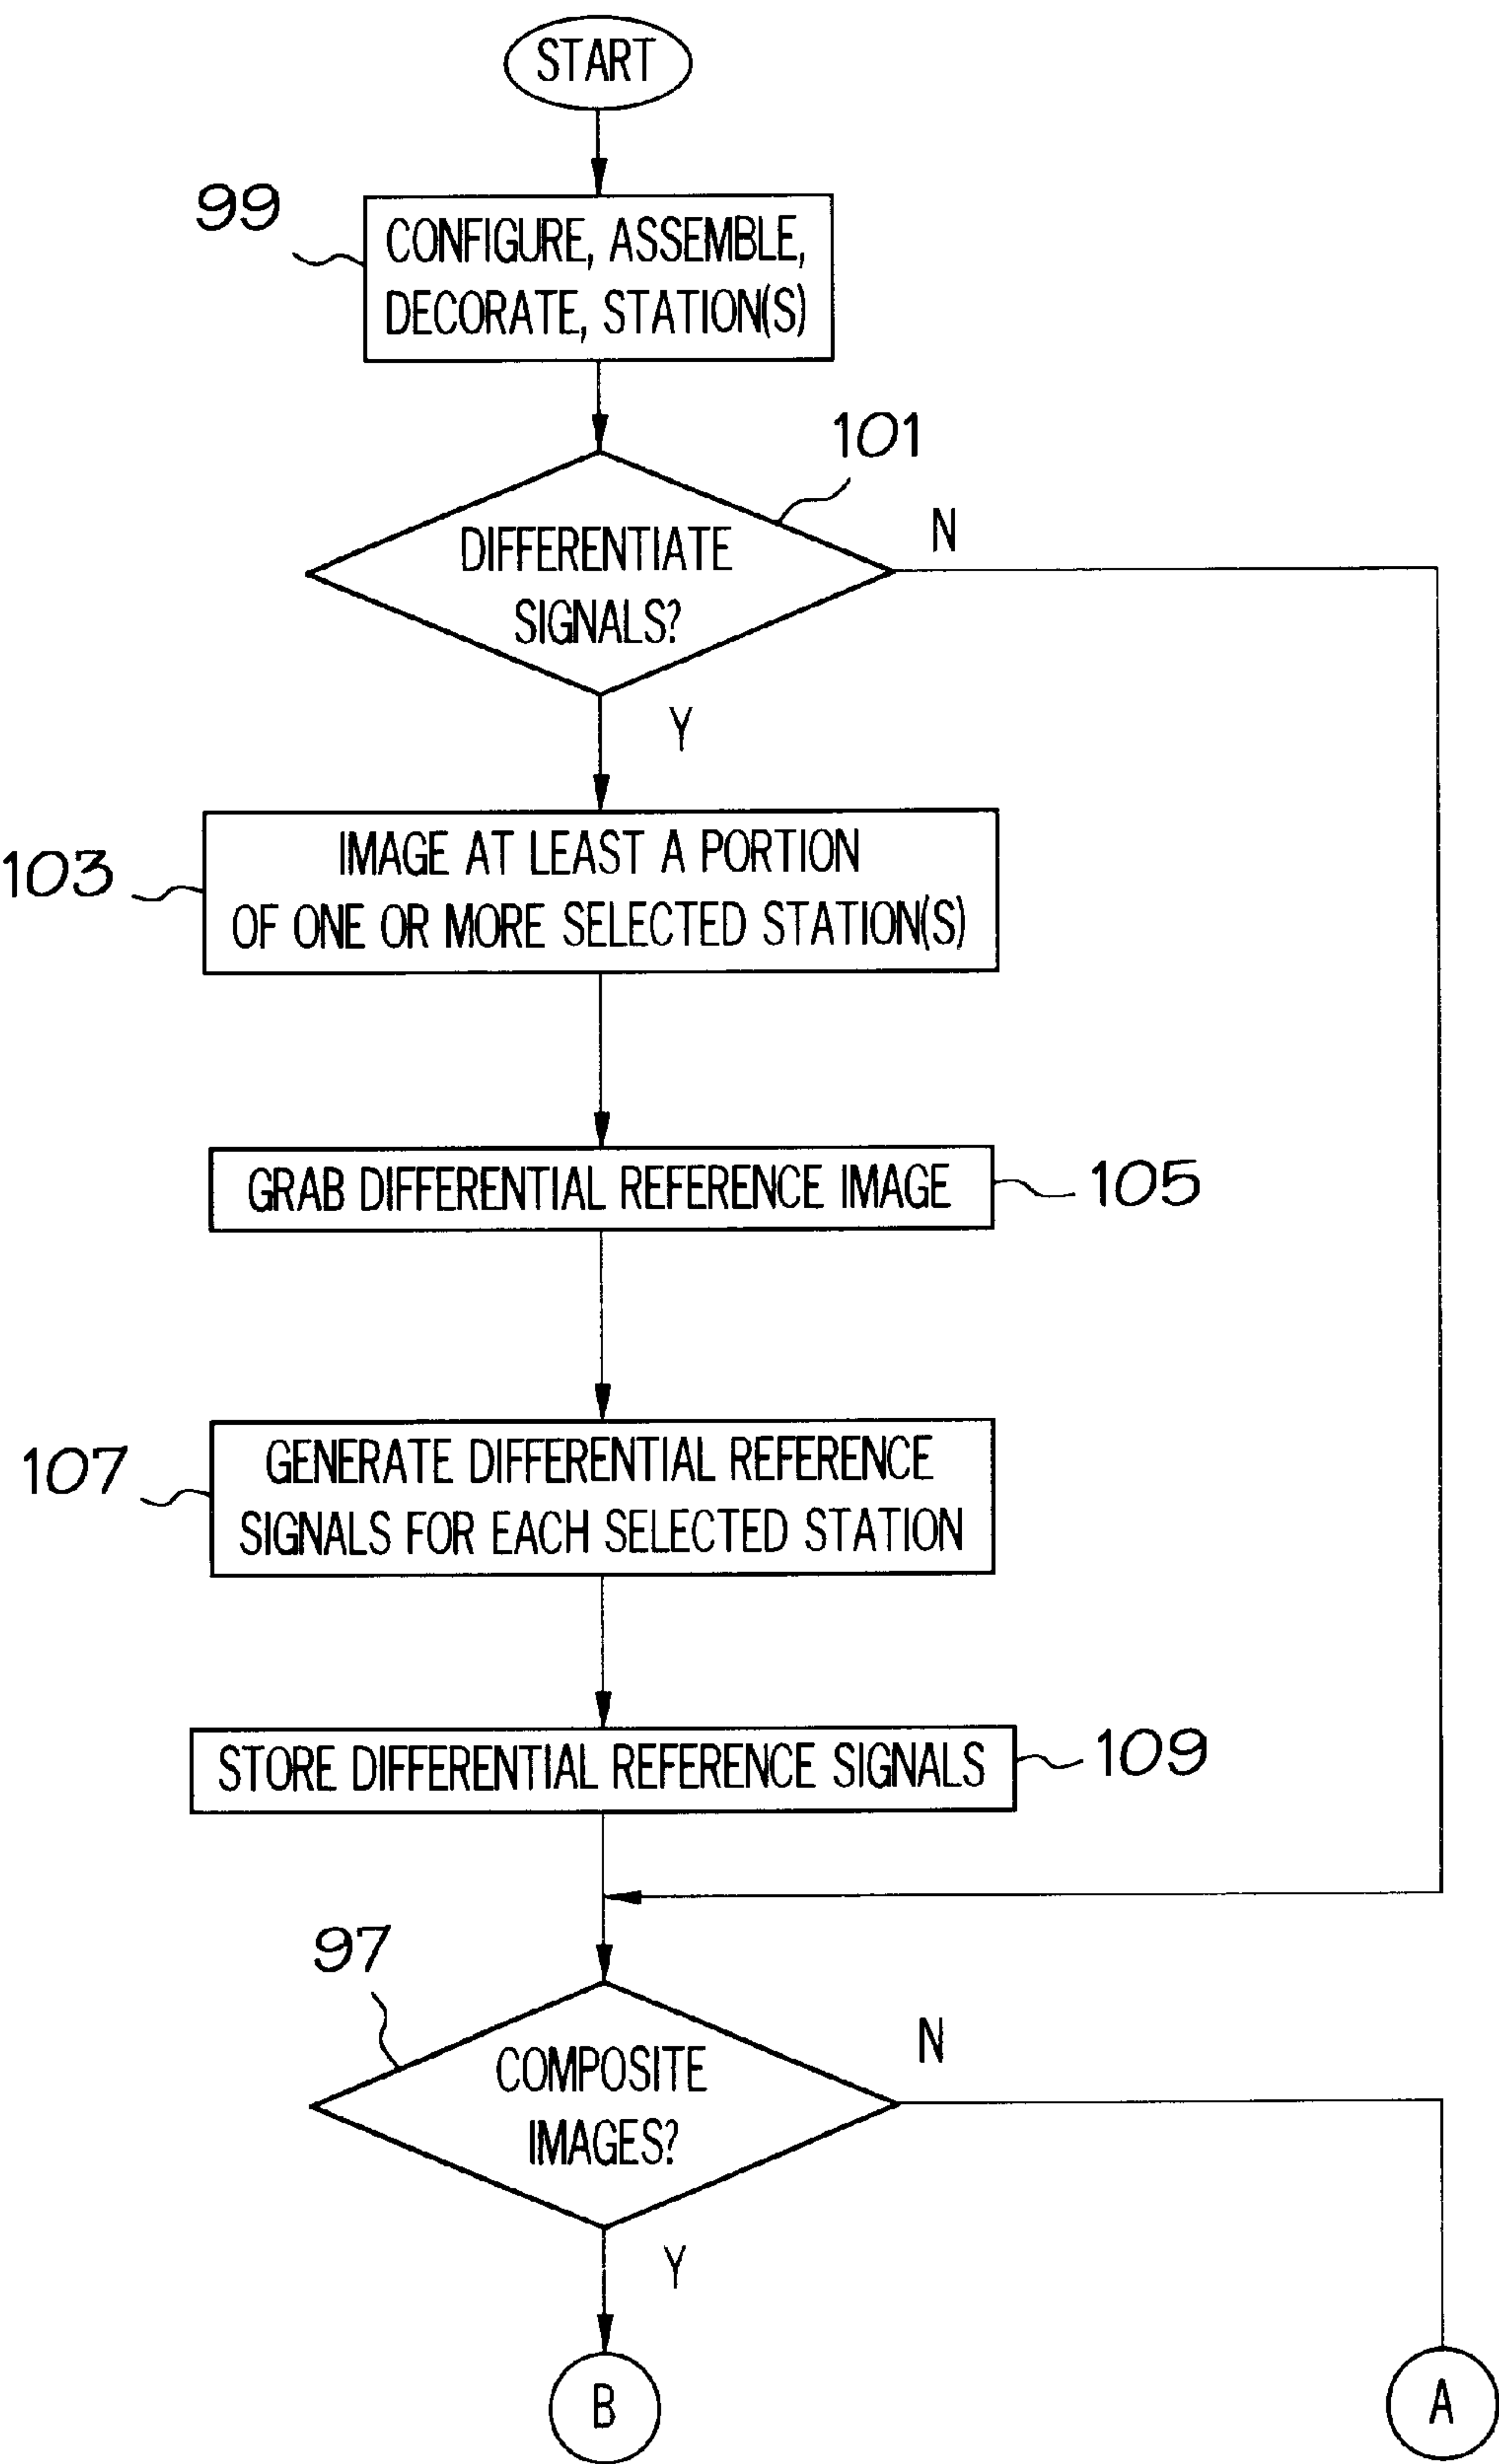 START
99
CONFIGURE, ASSEMBLE,
DECORATE, STATION(S)
101
DIFFERENTIATE
SIGNALS?
N
Y
103
IMAGE AT LEAST A PORTION
OF ONE OR MORE SELECTED STATION(S)
GRAB DIFFERENTIAL REFERENCE IMAGE
105
107
GENERATE DIFFERENTIAL REFERENCE
SIGNALS FOR EACH SELECTED STATION
STORE DIFFERENTIAL REFERENCE SIGNALS
109
97
COMPOSITE
IMAGES?
N
Y
B
A